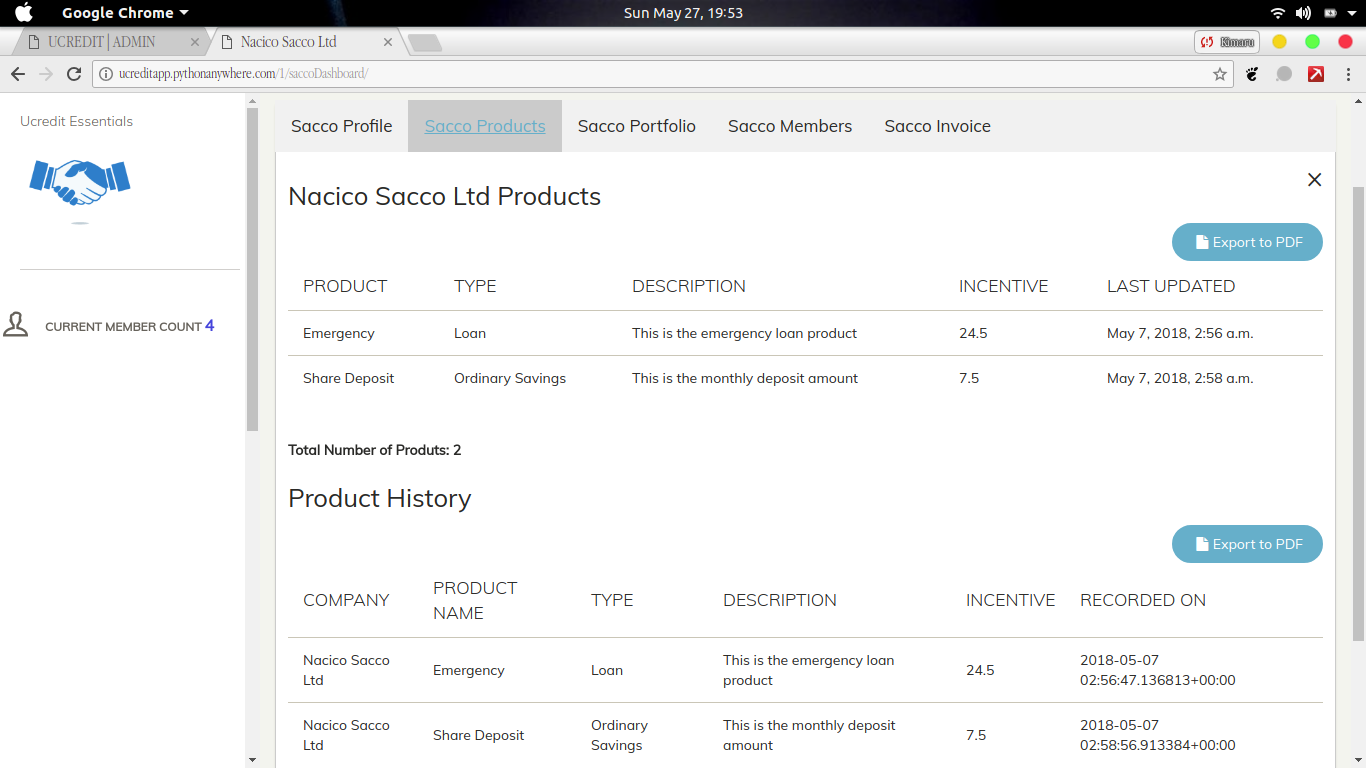 Google Chrome
Sun May 27, 19:53
UCREDIT | ADMIN
Nacico Sacco Ltd
Kimaru
ucreditapp.pythonanywhere.com/1/saccoDashboard/
Ucredit Essentials
CURRENT MEMBER COUNT 4
Sacco Profile Sacco Products Sacco Portfolio Sacco Members Sacco Invoice
Nacico Sacco Ltd Products
Export to PDF
PRODUCT TYPE DESCRIPTION INCENTIVE LAST UPDATED
Emergency Loan This is the emergency loan product 24.5 May 7, 2018, 2:56 a.m.
Share Deposit Ordinary Savings This is the monthly deposit amount 7.5 May 7, 2018, 2:58 a.m.
Total Number of Produts: 2
Product History
Export to PDF
COMPANY PRODUCT NAME TYPE DESCRIPTION INCENTIVE RECORDED ON
Nacico Sacco Ltd Emergency Loan This is the emergency loan product 24.5 2018-05-07 02:56:47.136813+00:00
Nacico Sacco Ltd Share Deposit Ordinary Savings This is the monthly deposit amount 7.5 2018-05-07 02:58:56.913384+00:00